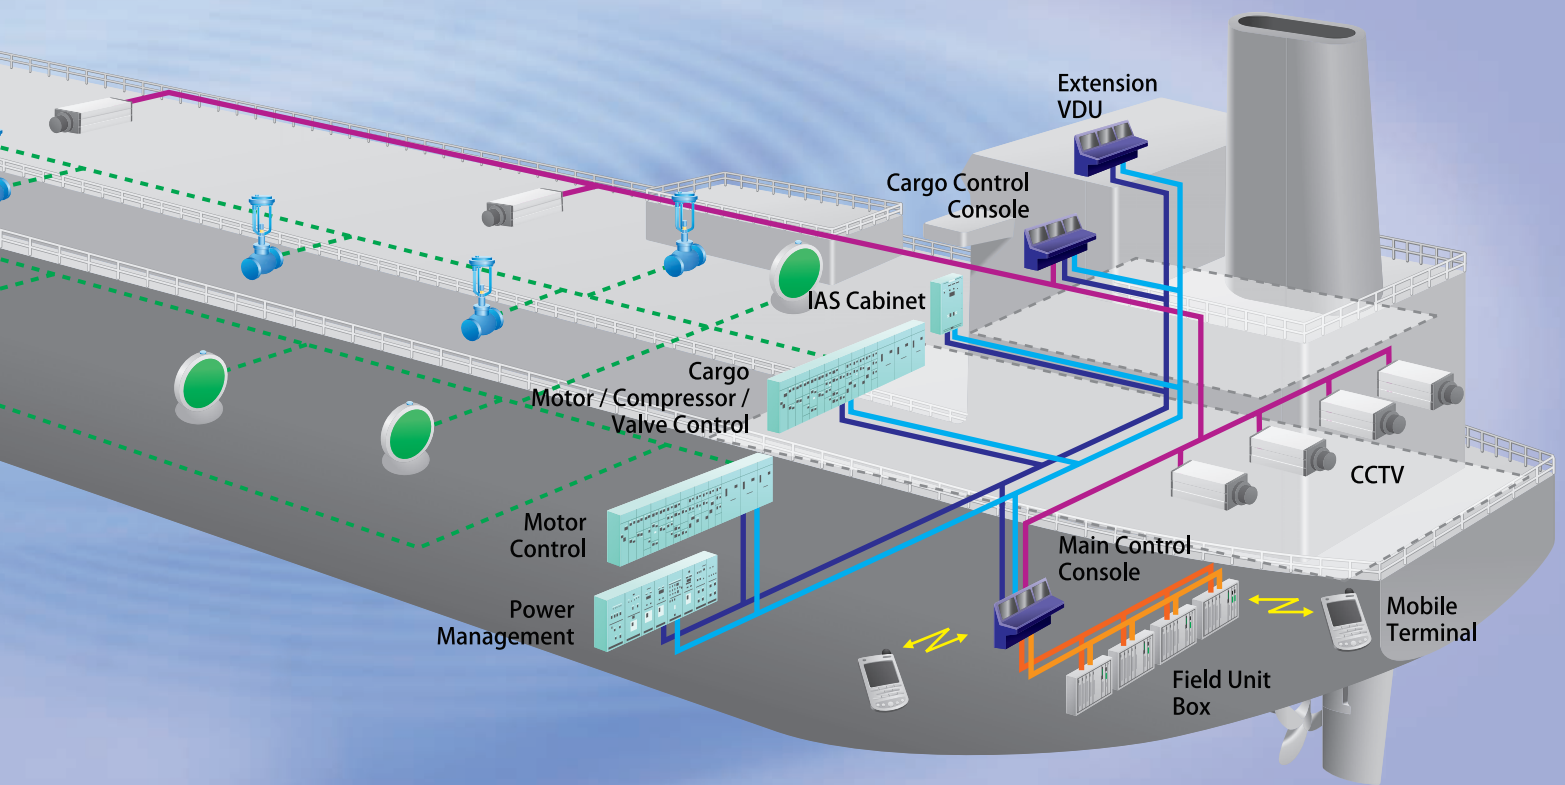 Extension
VDU
Cargo Control
Console
IAS Cabinet
Cargo
Motor / Compressor /
Valve Control
CCTV
Motor
Control
Main Control
Console
Power
Management
Mobile
Terminal
Field Unit
Box